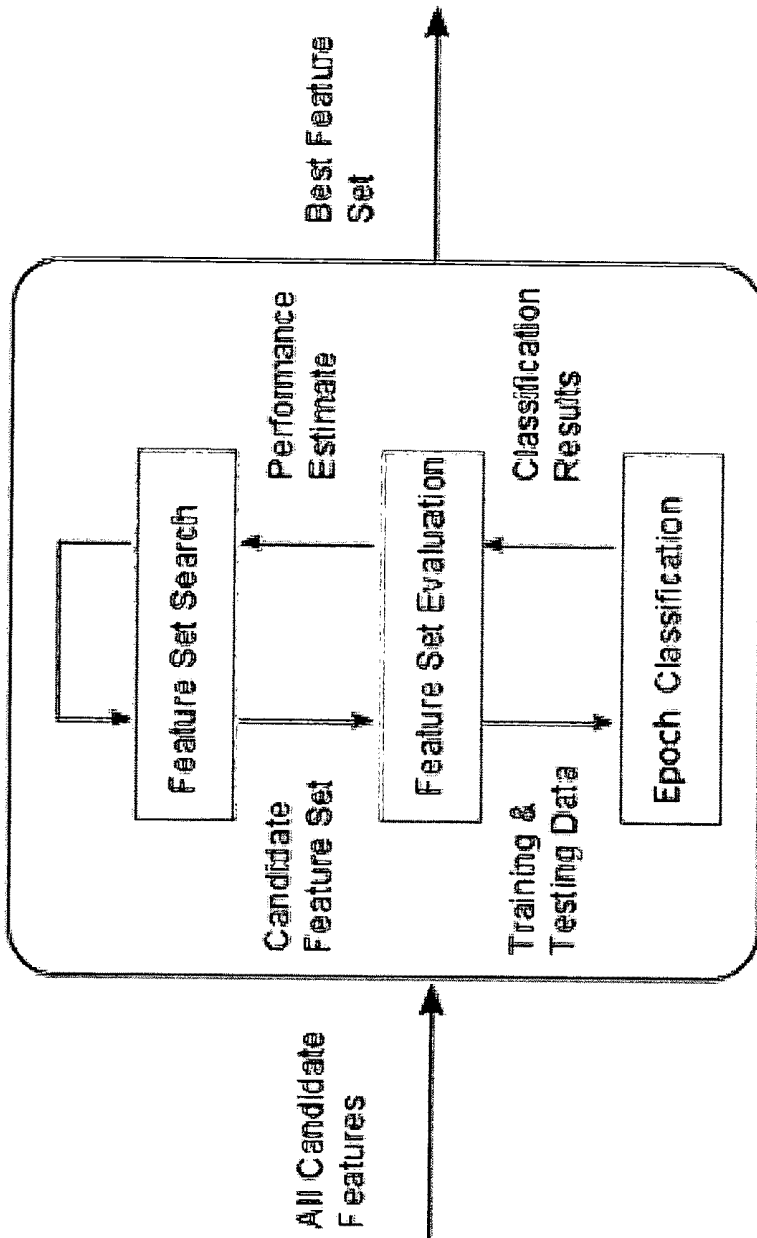 All Candidate
Features
Feature Set Search
Candidate
Feature Set
Performance
Estimate
Feature Set Evaluation
Training &
Testing Data
Classification
Results
Epoch Classification
Best Feature
Set